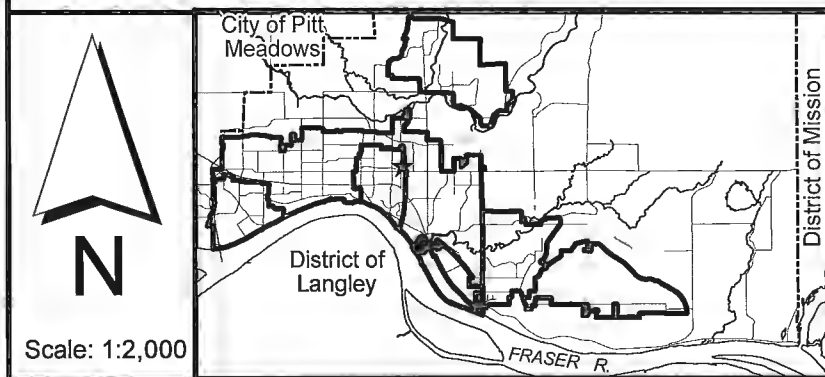 City of Pitt
Meadows
District of Mission
N
District of
Langley
Scale: 1:2,000
FRASER R.